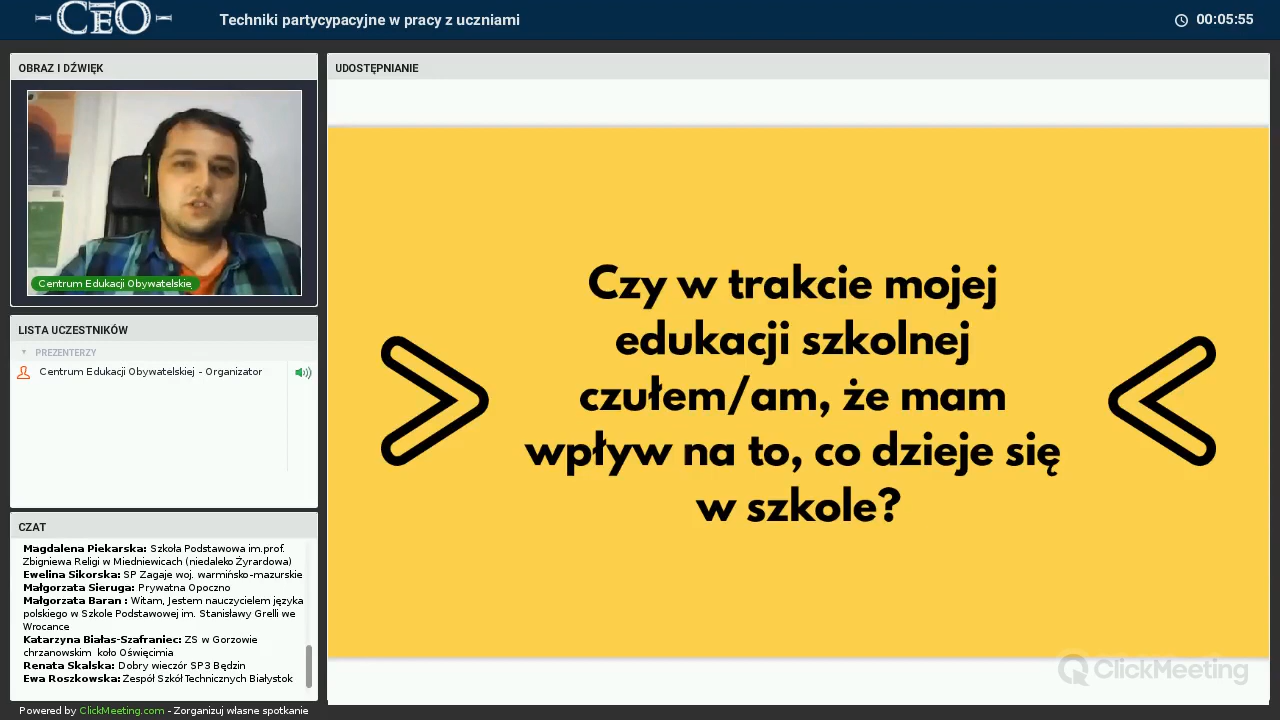 CEO
Techniki partycypacyjne w pracy z uczniami
00:05:55
OBRAZ I DŹWIĘK
Centrum Edukacji Obywatelskie
LISTA UCZESTNIKÓW
PREZENTERZY
Centrum Edukacji Obywatelskiej - Organizator
CZAT
Magdalena Piekarska: Szkoła Podstawowa im.prof.
Zbigniewa Religi w Miedniewicach (niedaleko Żyrardowa)
Ewelina Sikorska: SP Zagaje woj. warmińsko-mazurskie
Małgorzata Sieruga: Prywatna Opoczno
Małgorzata Baran : Witam, Jestem nauczycielem języka
polskiego w Szkole Podstawowej im. Stanisławy Grelli we
Wrocance
Katarzyna Białas-Szafraniec: ZS w Gorzowie
chrzanowskim koło Oświęcimia
Renata Skalska: Dobry wieczór SP3 Będzin
Ewa Roszkowska: Zespół Szkół Technicznych Białystok
Powered by ClickMeeting.com - Zorganizuj własne spotkanie
UDOSTĘPNIANIE
Czy w trakcie mojej
edukacji szkolnej
czułem/am, że mam
wpływ na to, co dzieje się
w szkole?
ClickMeeting